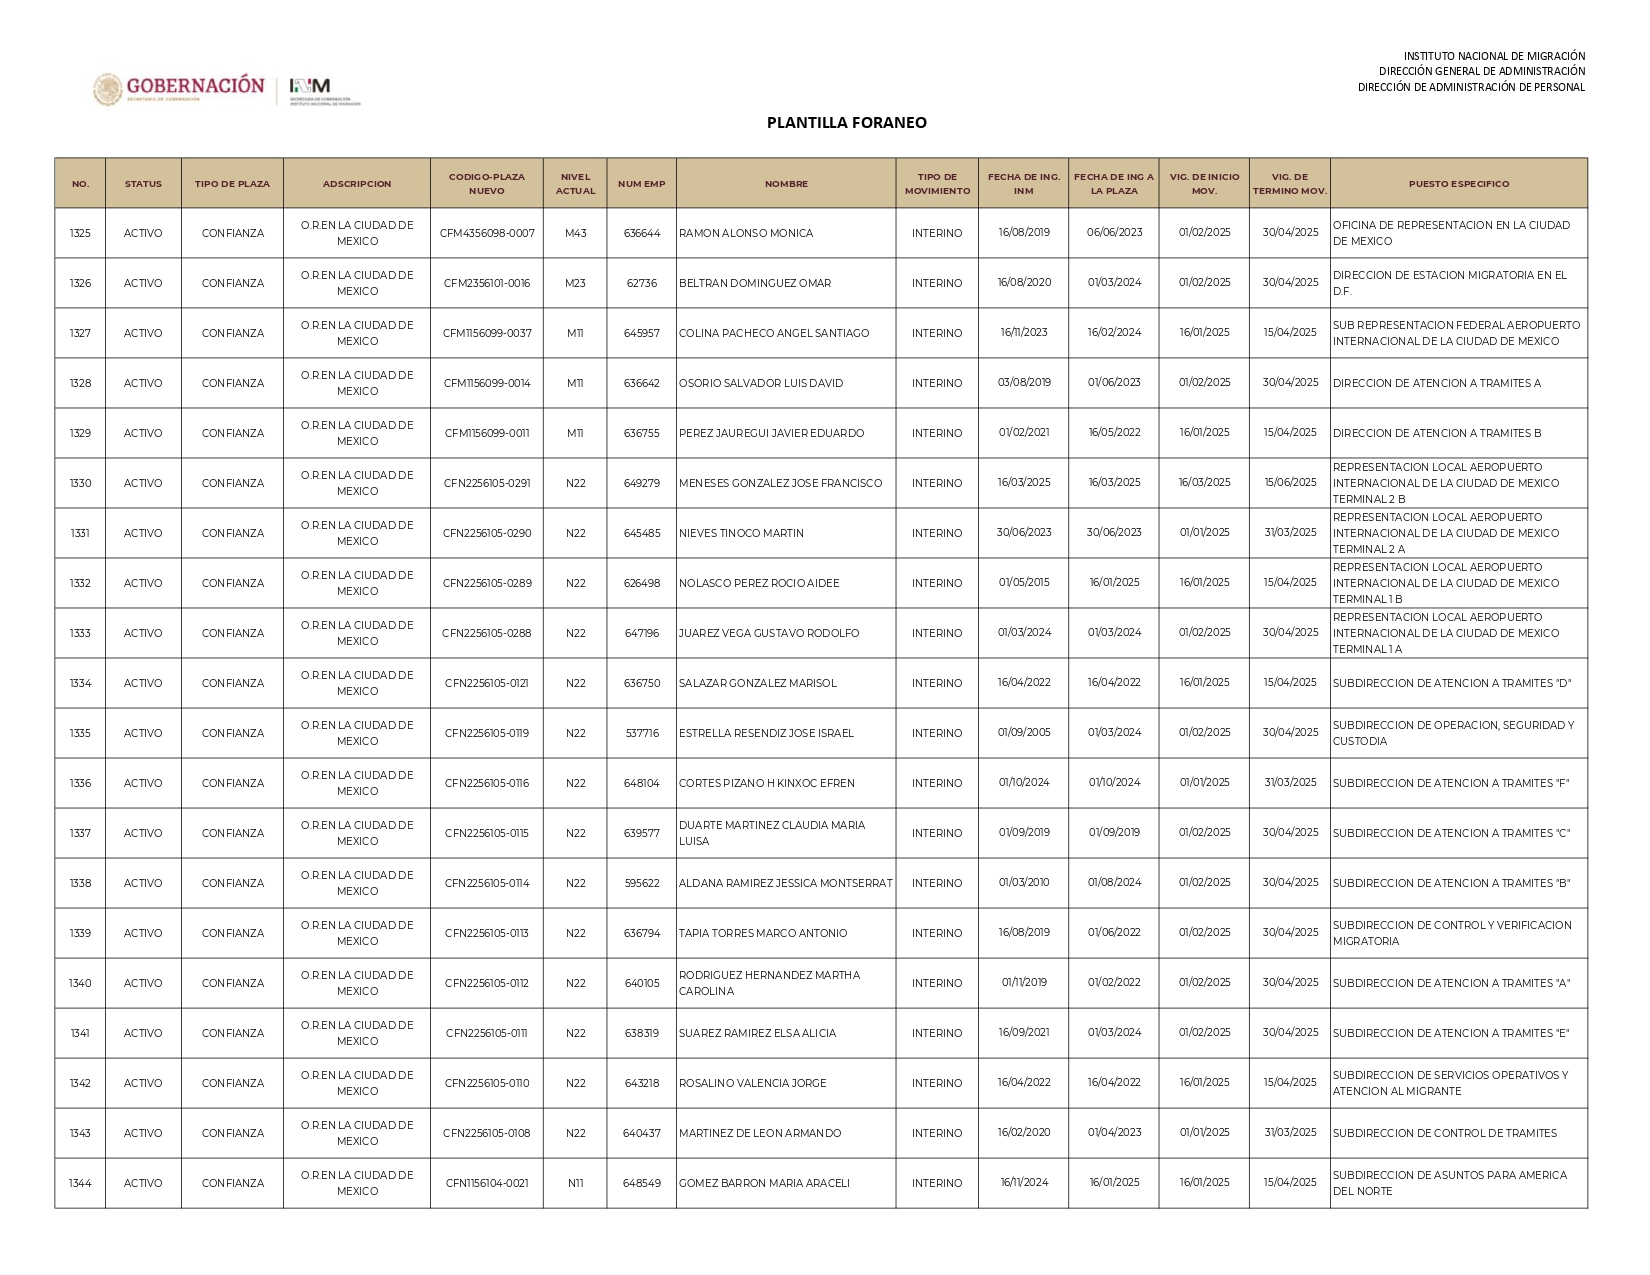 INSTITUTO NACIONAL DE MIGRACIÓN
DIRECCIÓN GENERAL DE ADMINISTRACIÓN
DIRECCIÓN DE ADMINISTRACIÓN DE PERSONAL
GOBERNACIÓN
SECRETARÍA DE GOBERNACIÓN
INM
SECRETARÍA DE GOBERNACIÓN
INSTITUTO NACIONAL DE MIGRACIÓN
PLANTILLA FORANEO
NO. STATUS TIPO DE PLAZA ADSCRIPCION CODIGO-PLAZA NUEVO NIVEL ACTUAL NUM EMP NOMBRE TIPO DE MOVIMIENTO FECHA DE ING. INM FECHA DE ING A LA PLAZA VIG. DE INICIO MOV. VIG. DE TERMINO MOV. PUESTO ESPECIFICO
1325 ACTIVO CONFIANZA O.R.EN LA CIUDAD DE MEXICO CFM4356098-0007 M43 636644 RAMON ALONSO MONICA INTERINO 16/08/2019 06/06/2023 01/02/2025 30/04/2025 OFICINA DE REPRESENTACION EN LA CIUDAD DE MEXICO
1326 ACTIVO CONFIANZA O.R.EN LA CIUDAD DE MEXICO CFM2356101-0016 M23 62736 BELTRAN DOMINGUEZ OMAR INTERINO 16/08/2020 01/03/2024 01/02/2025 30/04/2025 DIRECCION DE ESTACION MIGRATORIA EN EL D.F.
1327 ACTIVO CONFIANZA O.R.EN LA CIUDAD DE MEXICO CFM1156099-0037 M11 645957 COLINA PACHECO ANGEL SANTIAGO INTERINO 16/11/2023 16/02/2024 16/01/2025 15/04/2025 SUB REPRESENTACION FEDERAL AEROPUERTO INTERNACIONAL DE LA CIUDAD DE MEXICO
1328 ACTIVO CONFIANZA O.R.EN LA CIUDAD DE MEXICO CFM1156099-0014 M11 636642 OSORIO SALVADOR LUIS DAVID INTERINO 03/08/2019 01/06/2023 01/02/2025 30/04/2025 DIRECCION DE ATENCION A TRAMITES A
1329 ACTIVO CONFIANZA O.R.EN LA CIUDAD DE MEXICO CFM1156099-0011 M11 636755 PEREZ JAUREGUI JAVIER EDUARDO INTERINO 01/02/2021 16/05/2022 16/01/2025 15/04/2025 DIRECCION DE ATENCION A TRAMITES B
1330 ACTIVO CONFIANZA O.R.EN LA CIUDAD DE MEXICO CFN2256105-0291 N22 649279 MENESES GONZALEZ JOSE FRANCISCO INTERINO 16/03/2025 16/03/2025 16/03/2025 15/06/2025 REPRESENTACION LOCAL AEROPUERTO INTERNACIONAL DE LA CIUDAD DE MEXICO TERMINAL 2 B
1331 ACTIVO CONFIANZA O.R.EN LA CIUDAD DE MEXICO CFN2256105-0290 N22 645485 NIEVES TINOCO MARTIN INTERINO 30/06/2023 30/06/2023 01/01/2025 31/03/2025 REPRESENTACION LOCAL AEROPUERTO INTERNACIONAL DE LA CIUDAD DE MEXICO TERMINAL 2 A
1332 ACTIVO CONFIANZA O.R.EN LA CIUDAD DE MEXICO CFN2256105-0289 N22 626498 NOLASCO PEREZ ROCIO AIDEE INTERINO 01/05/2015 16/01/2025 16/01/2025 15/04/2025 REPRESENTACION LOCAL AEROPUERTO INTERNACIONAL DE LA CIUDAD DE MEXICO TERMINAL 1 B
1333 ACTIVO CONFIANZA O.R.EN LA CIUDAD DE MEXICO CFN2256105-0288 N22 647196 JUAREZ VEGA GUSTAVO RODOLFO INTERINO 01/03/2024 01/03/2024 01/02/2025 30/04/2025 REPRESENTACION LOCAL AEROPUERTO INTERNACIONAL DE LA CIUDAD DE MEXICO TERMINAL 1 A
1334 ACTIVO CONFIANZA O.R.EN LA CIUDAD DE MEXICO CFN2256105-0121 N22 636750 SALAZAR GONZALEZ MARISOL INTERINO 16/04/2022 16/04/2022 16/01/2025 15/04/2025 SUBDIRECCION DE ATENCION A TRAMITES "D"
1335 ACTIVO CONFIANZA O.R.EN LA CIUDAD DE MEXICO CFN2256105-0119 N22 537716 ESTRELLA RESENDIZ JOSE ISRAEL INTERINO 01/09/2005 01/03/2024 01/02/2025 30/04/2025 SUBDIRECCION DE OPERACION, SEGURIDAD Y CUSTODIA
1336 ACTIVO CONFIANZA O.R.EN LA CIUDAD DE MEXICO CFN2256105-0116 N22 648104 CORTES PIZANO H KINXOC EFREN INTERINO 01/10/2024 01/10/2024 01/01/2025 31/03/2025 SUBDIRECCION DE ATENCION A TRAMITES "F"
1337 ACTIVO CONFIANZA O.R.EN LA CIUDAD DE MEXICO CFN2256105-0115 N22 639577 DUARTE MARTINEZ CLAUDIA MARIA LUISA INTERINO 01/09/2019 01/09/2019 01/02/2025 30/04/2025 SUBDIRECCION DE ATENCION A TRAMITES "C"
1338 ACTIVO CONFIANZA O.R.EN LA CIUDAD DE MEXICO CFN2256105-0114 N22 595622 ALDANA RAMIREZ JESSICA MONTSERRAT INTERINO 01/03/2010 01/08/2024 01/02/2025 30/04/2025 SUBDIRECCION DE ATENCION A TRAMITES "B"
1339 ACTIVO CONFIANZA O.R.EN LA CIUDAD DE MEXICO CFN2256105-0113 N22 636794 TAPIA TORRES MARCO ANTONIO INTERINO 16/08/2019 01/06/2022 01/02/2025 30/04/2025 SUBDIRECCION DE CONTROL Y VERIFICACION MIGRATORIA
1340 ACTIVO CONFIANZA O.R.EN LA CIUDAD DE MEXICO CFN2256105-0112 N22 640105 RODRIGUEZ HERNANDEZ MARTHA CAROLINA INTERINO 01/11/2019 01/02/2022 01/02/2025 30/04/2025 SUBDIRECCION DE ATENCION A TRAMITES "A"
1341 ACTIVO CONFIANZA O.R.EN LA CIUDAD DE MEXICO CFN2256105-0111 N22 638319 SUAREZ RAMIREZ ELSA ALICIA INTERINO 16/09/2021 01/03/2024 01/02/2025 30/04/2025 SUBDIRECCION DE ATENCION A TRAMITES "E"
1342 ACTIVO CONFIANZA O.R.EN LA CIUDAD DE MEXICO CFN2256105-0110 N22 643218 ROSALINO VALENCIA JORGE INTERINO 16/04/2022 16/04/2022 16/01/2025 15/04/2025 SUBDIRECCION DE SERVICIOS OPERATIVOS Y ATENCION AL MIGRANTE
1343 ACTIVO CONFIANZA O.R.EN LA CIUDAD DE MEXICO CFN2256105-0108 N22 640437 MARTINEZ DE LEON ARMANDO INTERINO 16/02/2020 01/04/2023 01/01/2025 31/03/2025 SUBDIRECCION DE CONTROL DE TRAMITES
1344 ACTIVO CONFIANZA O.R.EN LA CIUDAD DE MEXICO CFN1156104-0021 N11 648549 GOMEZ BARRON MARIA ARACELI INTERINO 16/11/2024 16/01/2025 16/01/2025 15/04/2025 SUBDIRECCION DE ASUNTOS PARA AMERICA DEL NORTE